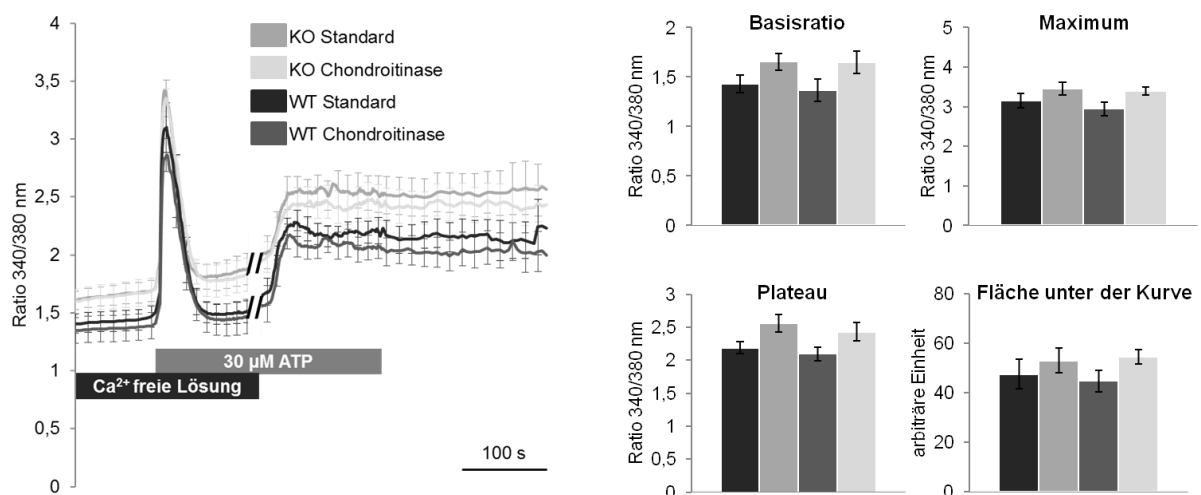 4
3,5
3
2,5
2
1,5
1
0,5
0
Ratio 340/380 nm
KO Standard
KO Chondroitinase
WT Standard
WT Chondroitinase
30 µM ATP
Ca²⁺ freie Lösung
100 s
Basisratio
2
1,5
1
0,5
0
Ratio 340/380 nm
Maximum
5
4
3
2
1
0
Ratio 340/380 nm
Plateau
3
2,5
2
1,5
1
0,5
0
Ratio 340/380 nm
Fläche unter der Kurve
80
60
40
20
0
arbiträre Einheit